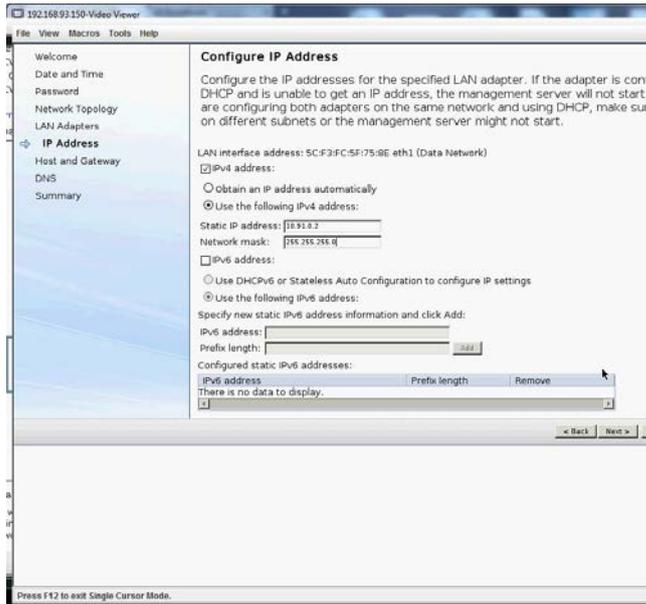 192.168.93.150-Video Viewer
File View Macros Tools Help
Welcome
Date and Time
Password
Network Topology
LAN Adapters
IP Address
Host and Gateway
DNS
Summary
Configure IP Address
Configure the IP addresses for the specified LAN adapter. If the adapter is con
DHCP and is unable to get an IP address, the management server will not start
are configuring both adapters on the same network and using DHCP, make su
on different subnets or the management server might not start.
LAN interface address: 5C:F3:FC:5F:75:8E eth1 (Data Network)
IPv4 address:
Obtain an IP address automatically
Use the following IPv4 address:
Static IP address: 10.91.0.2
Network mask: 255.255.255.0
IPv6 address:
Use DHCPv6 or Stateless Auto Configuration to configure IP settings
Use the following IPv6 address:
Specify new static IPv6 address information and click Add:
IPv6 address:
Prefix length: Add
Configured static IPv6 addresses:
IPv6 address Prefix length Remove
There is no data to display.
< Back Next >
Press F12 to exit Single Cursor Mode.